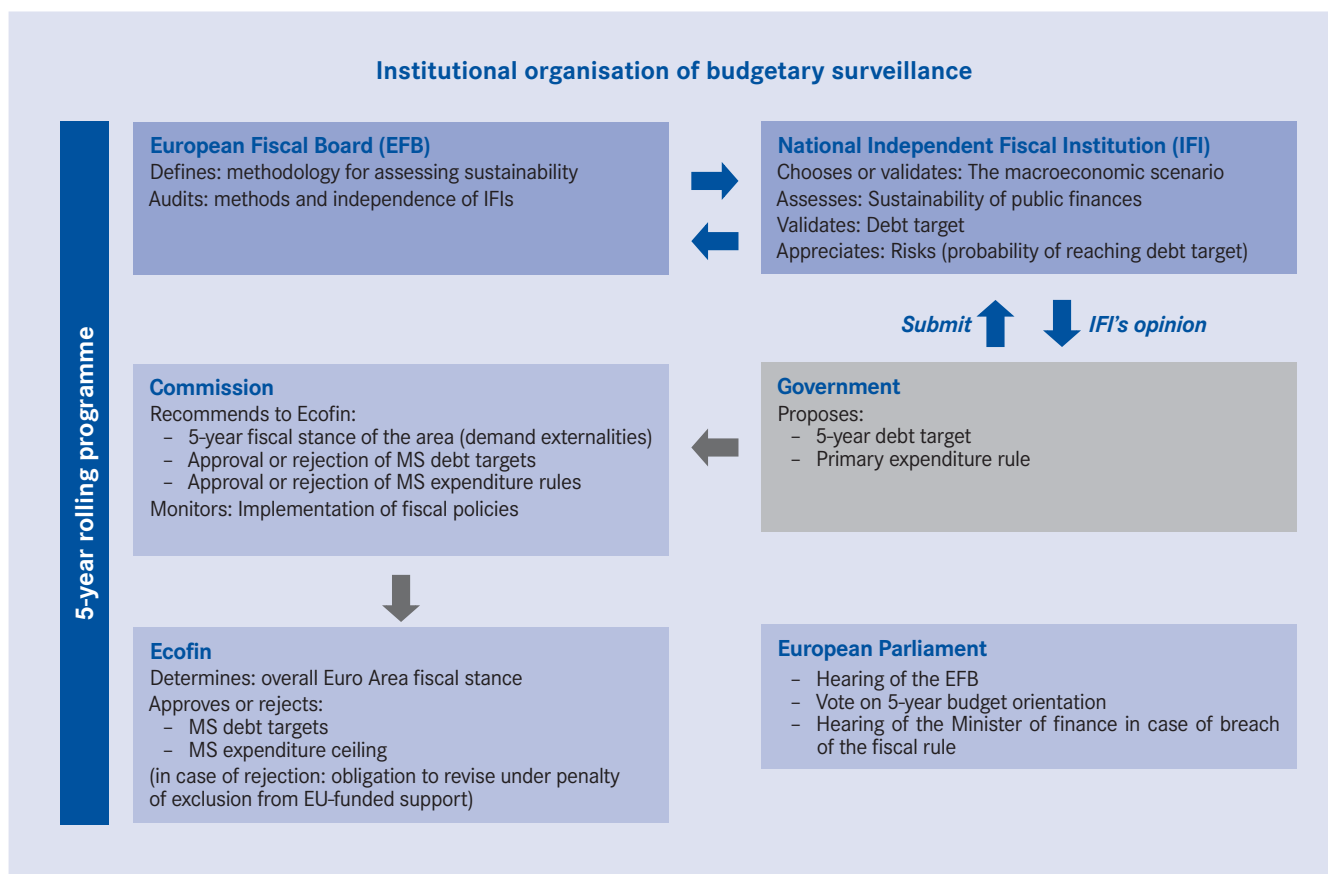 Institutional organisation of budgetary surveillance
5-year rolling programme
European Fiscal Board (EFB)
Defines: methodology for assessing sustainability
Audits: methods and independence of IFIs
National Independent Fiscal Institution (IFI)
Chooses or validates: The macroeconomic scenario
Assesses: Sustainability of public finances
Validates: Debt target
Appreciates: Risks (probability of reaching debt target)
Submit
IFI's opinion
Commission
Recommends to Ecofin:
– 5-year fiscal stance of the area (demand externalities)
– Approval or rejection of MS debt targets
– Approval or rejection of MS expenditure rules
Monitors: Implementation of fiscal policies
Government
Proposes:
– 5-year debt target
– Primary expenditure rule
Ecofin
Determines: overall Euro Area fiscal stance
Approves or rejects:
– MS debt targets
– MS expenditure ceiling
(in case of rejection: obligation to revise under penalty
of exclusion from EU-funded support)
European Parliament
– Hearing of the EFB
– Vote on 5-year budget orientation
– Hearing of the Minister of finance in case of breach
of the fiscal rule